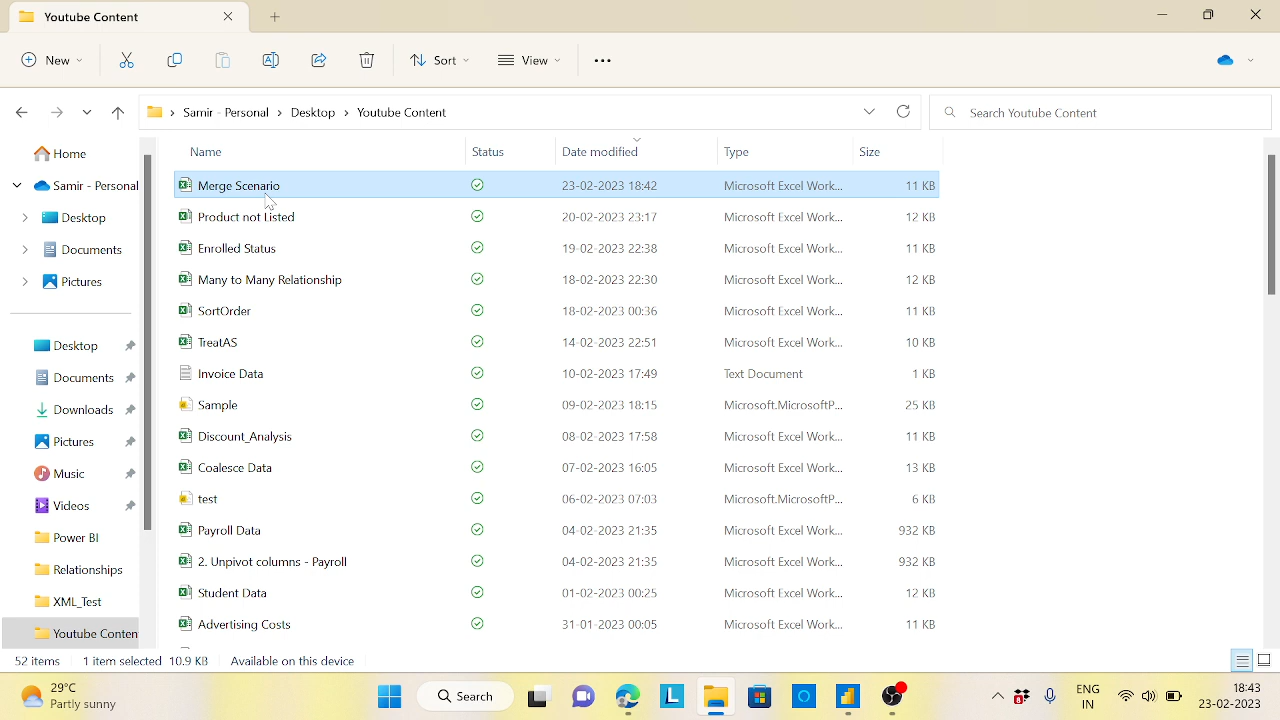 Youtube Content
New
Sort
View
Samir - Personal > Desktop > Youtube Content
Search Youtube Content
Home
Samir - Personal
Desktop
Documents
Pictures
Desktop
Documents
Downloads
Pictures
Music
Videos
Power BI
Relationships
XML_Test
Youtube Conten
Name Status Date modified Type Size
Merge Scenario 23-02-2023 18:42 Microsoft Excel Work... 11 KB
Product not Listed 20-02-2023 23:17 Microsoft Excel Work... 12 KB
Enrolled Status 19-02-2023 22:38 Microsoft Excel Work... 11 KB
Many to Many Relationship 18-02-2023 22:30 Microsoft Excel Work... 12 KB
SortOrder 18-02-2023 00:36 Microsoft Excel Work... 11 KB
TreatAS 14-02-2023 22:51 Microsoft Excel Work... 10 KB
Invoice Data 10-02-2023 17:49 Text Document 1 KB
Sample 09-02-2023 18:15 Microsoft.MicrosoftP... 25 KB
Discount_Analysis 08-02-2023 17:58 Microsoft Excel Work... 11 KB
Coalesce Data 07-02-2023 16:05 Microsoft Excel Work... 13 KB
test 06-02-2023 07:03 Microsoft.MicrosoftP... 6 KB
Payroll Data 04-02-2023 21:35 Microsoft Excel Work... 932 KB
2. Unpivot columns - Payroll 04-02-2023 21:35 Microsoft Excel Work... 932 KB
Student Data 01-02-2023 00:25 Microsoft Excel Work... 12 KB
Advertising Costs 31-01-2023 00:05 Microsoft Excel Work... 11 KB
52 items 1 item selected 10.9 KB Available on this device
29°C
Partly sunny
Search
L
8
ENG
IN
18:43
23-02-2023